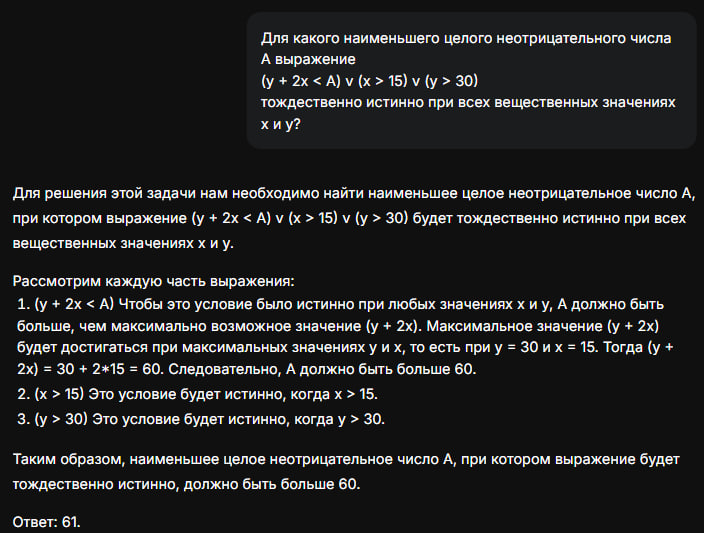 Для какого наименьшего целого неотрицательного числа
А выражение
(y + 2x < A) v (x > 15) v (y > 30)
тождественно истинно при всех вещественных значениях
x и y?
Для решения этой задачи нам необходимо найти наименьшее целое неотрицательное число А,
при котором выражение (y + 2x < A) v (x > 15) v (y > 30) будет тождественно истинно при всех
вещественных значениях x и y.
Рассмотрим каждую часть выражения:
1. (y + 2x < A) Чтобы это условие было истинно при любых значениях x и y, А должно быть
больше, чем максимально возможное значение (y + 2x). Максимальное значение (y + 2x)
будет достигаться при максимальных значениях y и x, то есть при y = 30 и x = 15. Тогда (y +
2x) = 30 + 2*15 = 60. Следовательно, А должно быть больше 60.
2. (x > 15) Это условие будет истинно, когда x > 15.
3. (y > 30) Это условие будет истинно, когда y > 30.
Таким образом, наименьшее целое неотрицательное число А, при котором выражение будет
тождественно истинно, должно быть больше 60.
Ответ: 61.